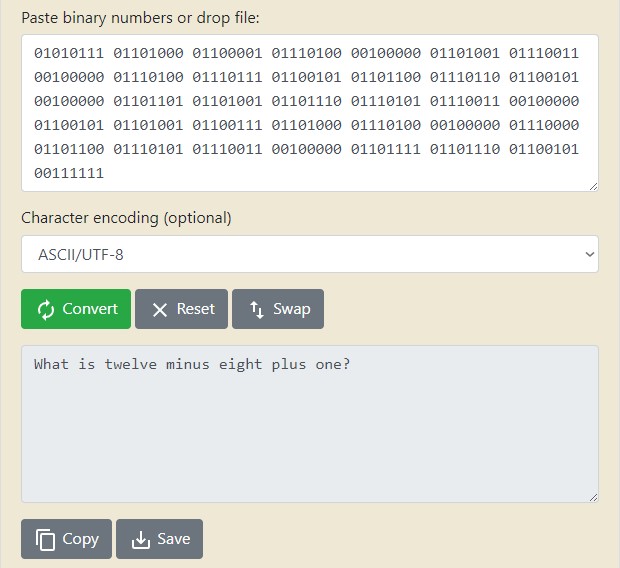 Paste binary numbers or drop file:
01010111 01101000 01100001 01110100 00100000 01101001 01110011
00100000 01110100 01110111 01100101 01101100 01110110 01100101
00100000 01101101 01101001 01101110 01110101 01110011 00100000
01100101 01101001 01100111 01101000 01110100 00100000 01110000
01101100 01110101 01110011 00100000 01101111 01101110 01100101
00111111
Character encoding (optional)
ASCII/UTF-8
Convert Reset Swap
What is twelve minus eight plus one?
Copy Save